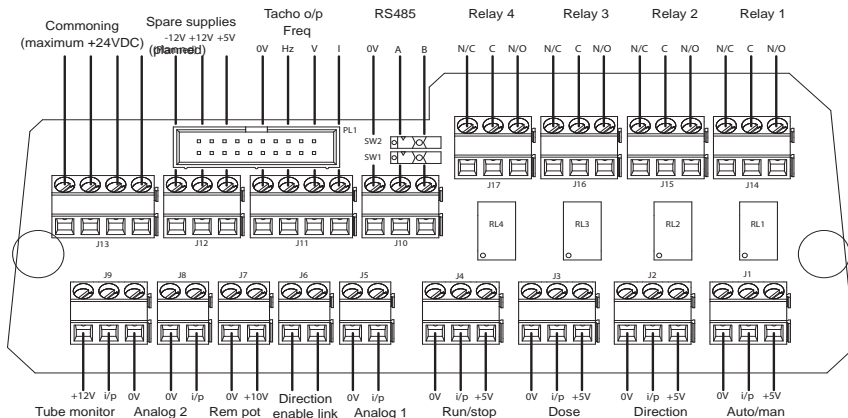 Commoning
(maximum +24VDC)
Spare supplies
(planned)
-12V +12V +5V
Tacho o/p
Freq
0V Hz V I
RS485
0V A B
Relay 4
N/C C N/O
Relay 3
N/C C N/O
Relay 2
N/C C N/O
Relay 1
N/C C N/O
PL1
SW2
SW1
J17 J16 J15 J14
J13 J12 J11 J10
RL4 RL3 RL2 RL1
J9 J8 J7 J6 J5 J4 J3 J2 J1
+12V i/p 0V 0V i/p 0V +10V 0V i/p 0V i/p +5V 0V i/p +5V 0V i/p +5V 0V i/p +5V
Tube monitor Analog 2 Rem pot Direction
enable link Analog 1 Run/stop Dose Direction Auto/man